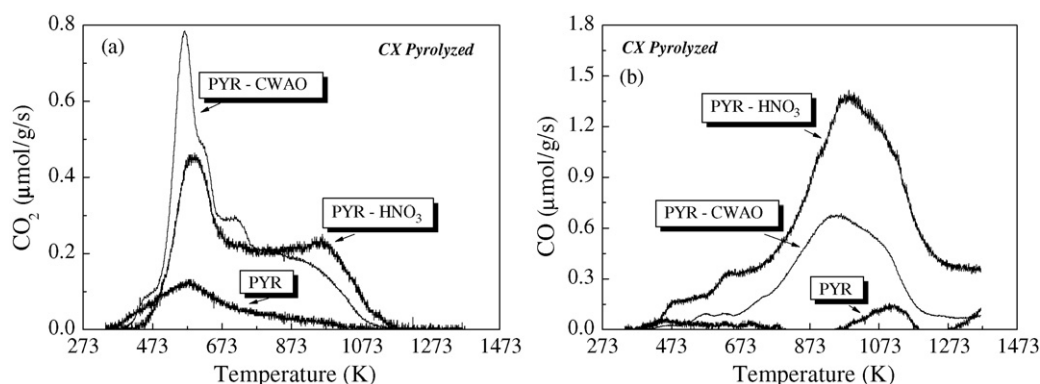 (a)
CX Pyrolyzed
PYR - CWAO
PYR - HNO₃
PYR
CO₂ (µmol/g/s)
0.8
0.6
0.4
0.2
0.0
273 473 673 873 1073 1273 1473
Temperature (K)
CX Pyrolyzed
(b)
PYR - HNO₃
PYR - CWAO
PYR
CO (µmol/g/s)
1.8
1.5
1.2
0.9
0.6
0.3
0.0
273 473 673 873 1073 1273 1473
Temperature (K)